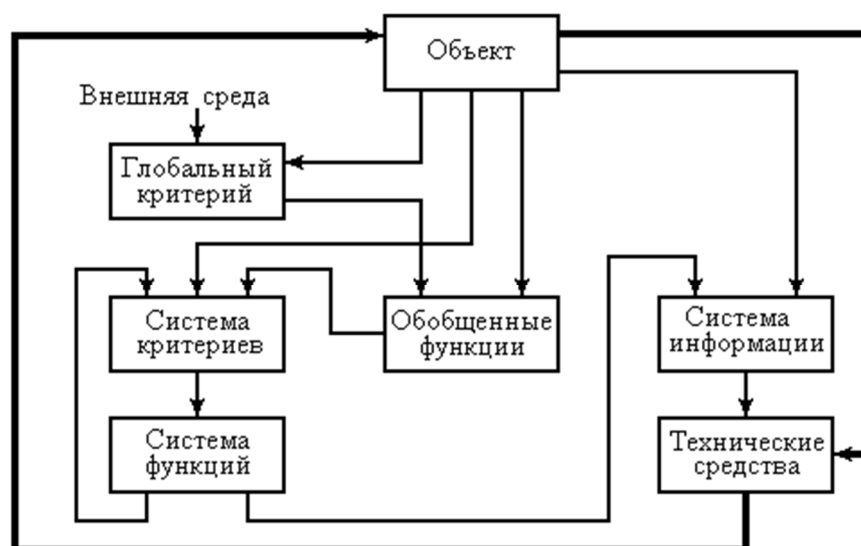 Объект
Внешняя среда
Глобальный
критерий
Система
критериев
Обобщенные
функции
Система
информации
Система
функций
Технические
средства